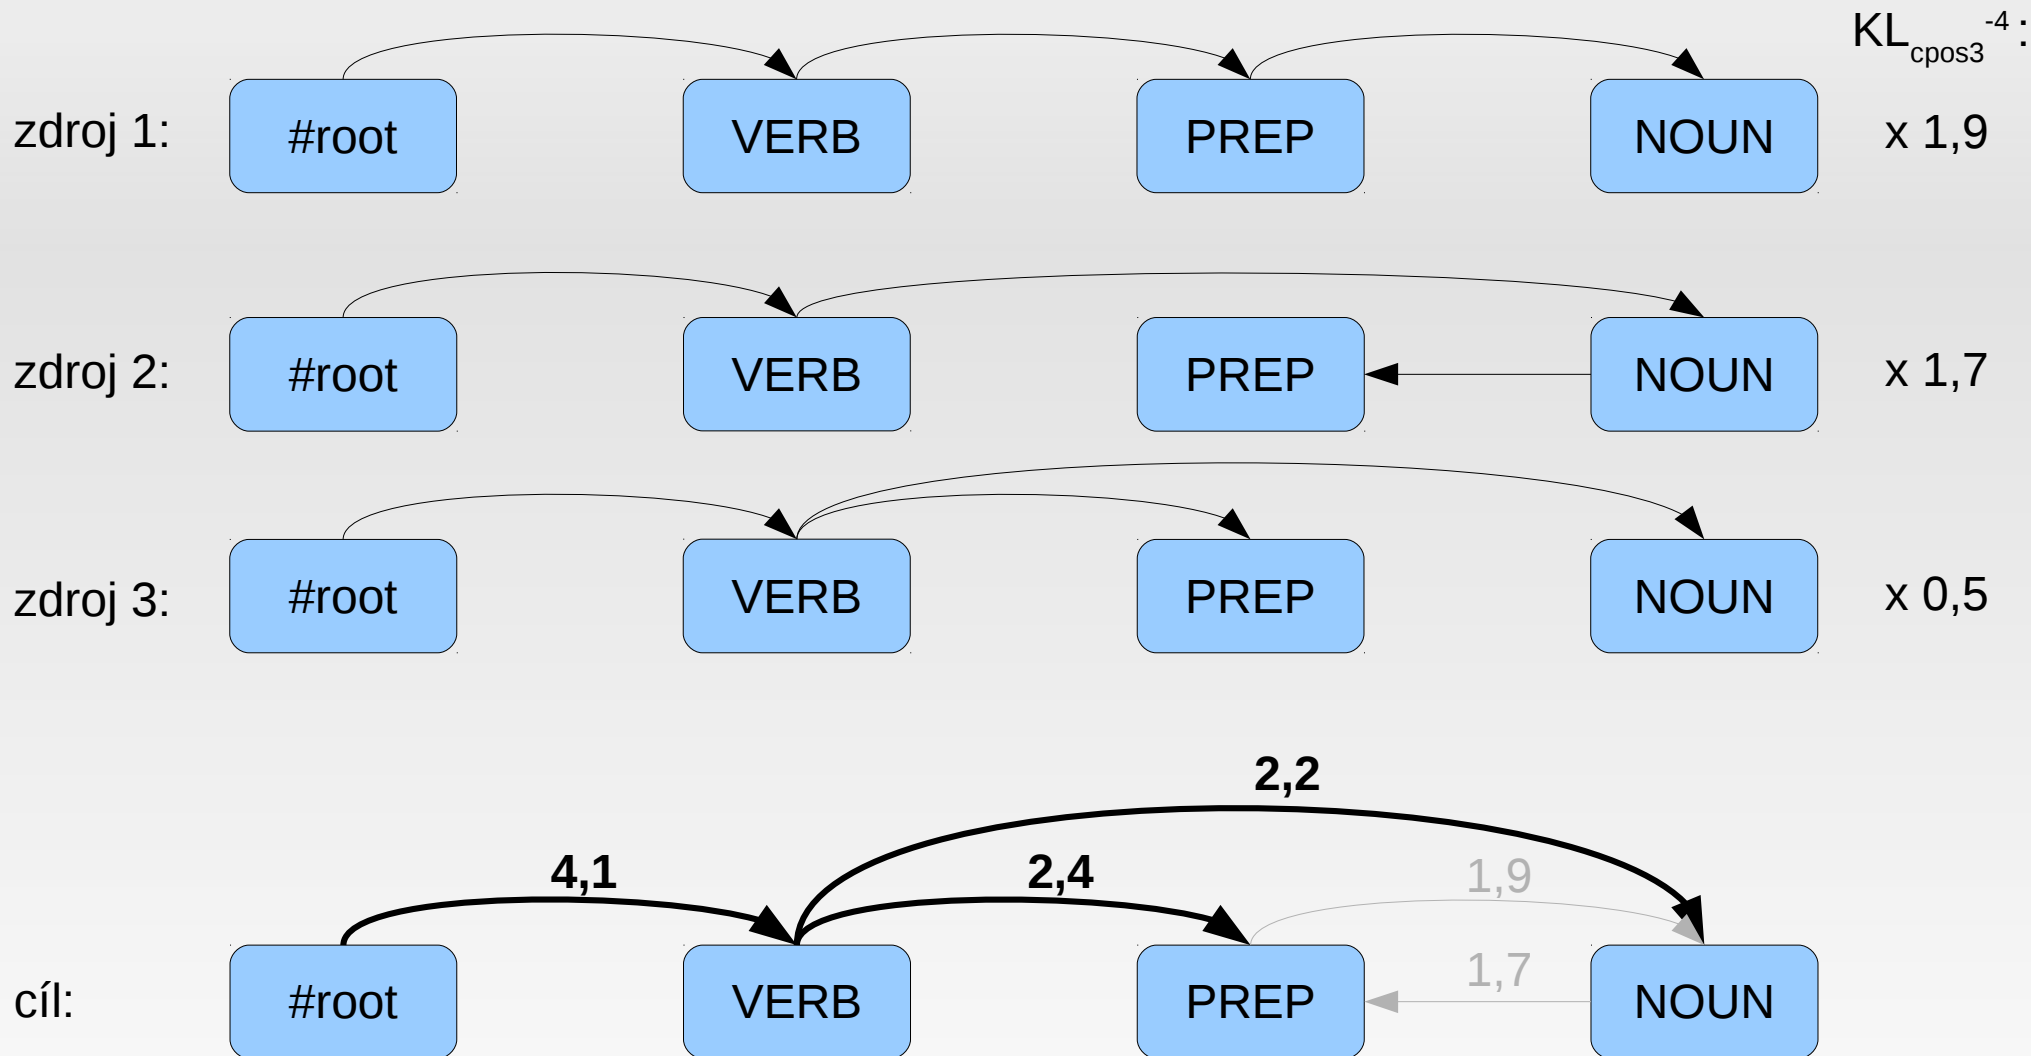 KLcpos3-4:
zdroj 1: #root VERB PREP NOUN x 1,9
zdroj 2: #root VERB PREP NOUN x 1,7
zdroj 3: #root VERB PREP NOUN x 0,5
2,2
4,1 2,4 1,9
1,7
cíl: #root VERB PREP NOUN